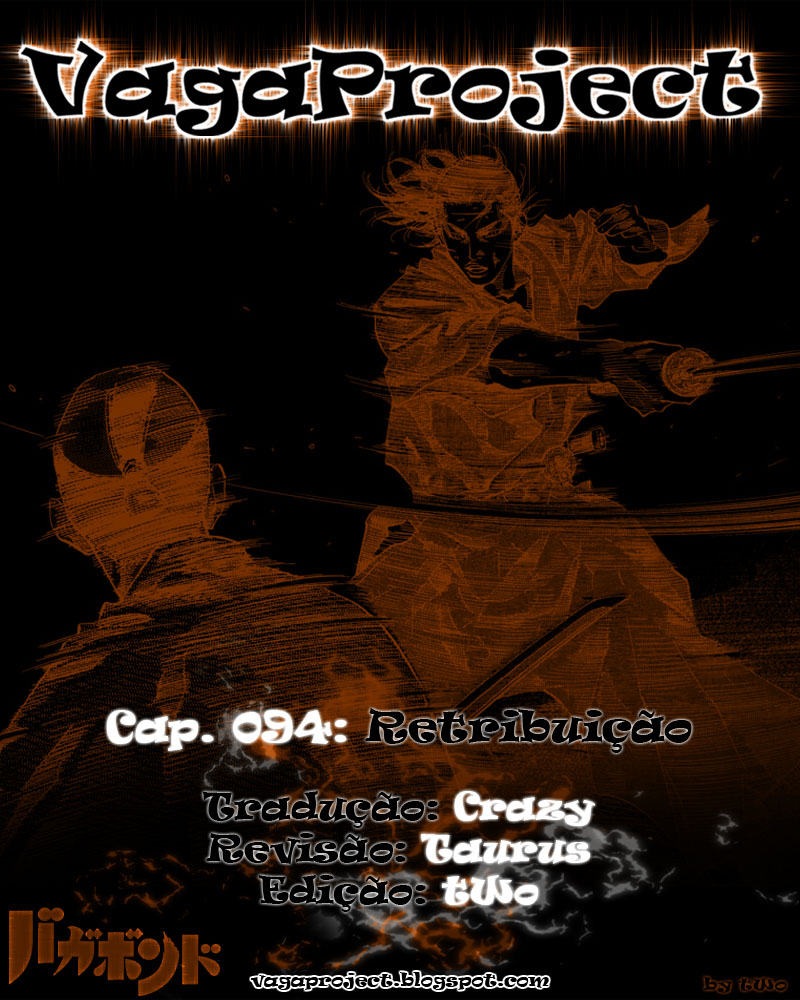 VagaProject
Cap. 094: Retribuição
Tradução: Crazy
Revisão: Taurus
Edição: tWo
バガボンド
vagaproject.blogspot.com
by tWo